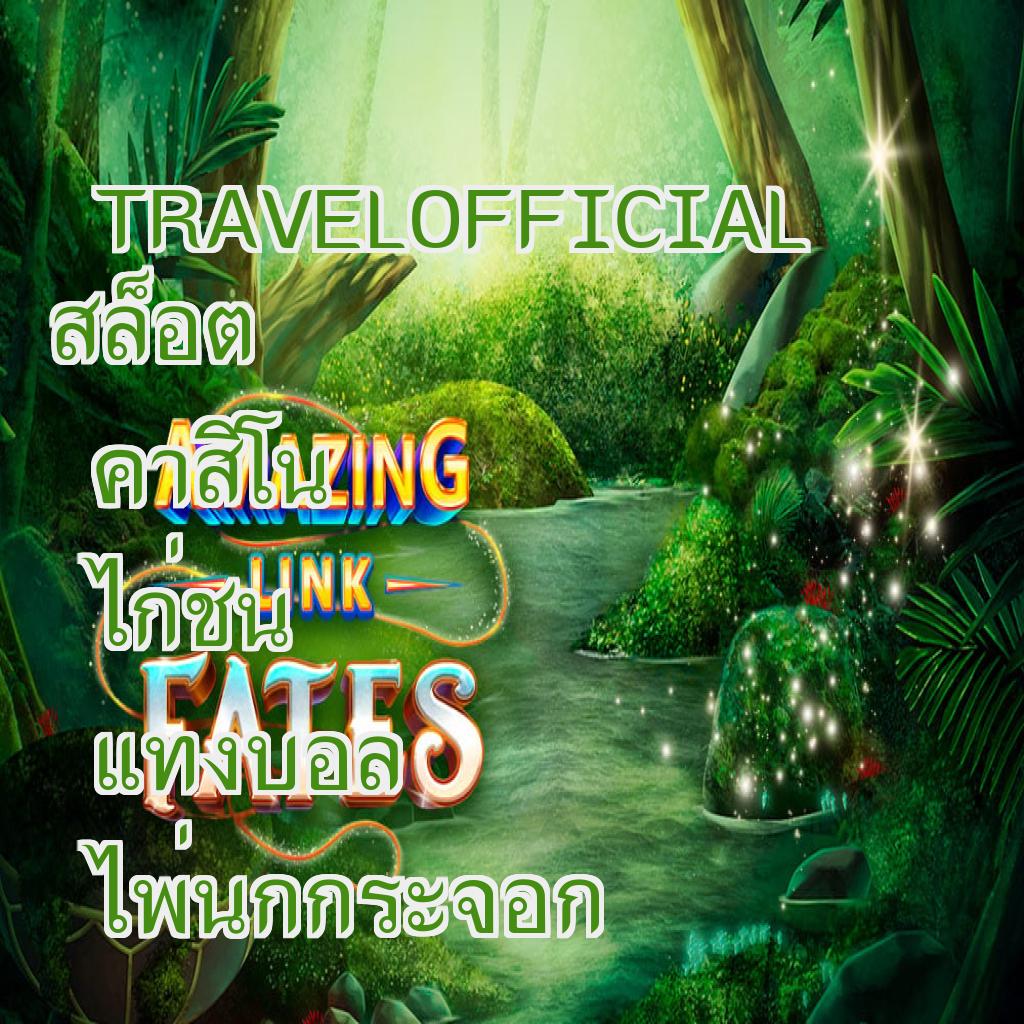 TRAVELOFFICIAL
สล็อต
AMAZING
คาสิโน
LINK
ไก่ชน
FATES
แทงบอล
ไพ่นกกระจอก